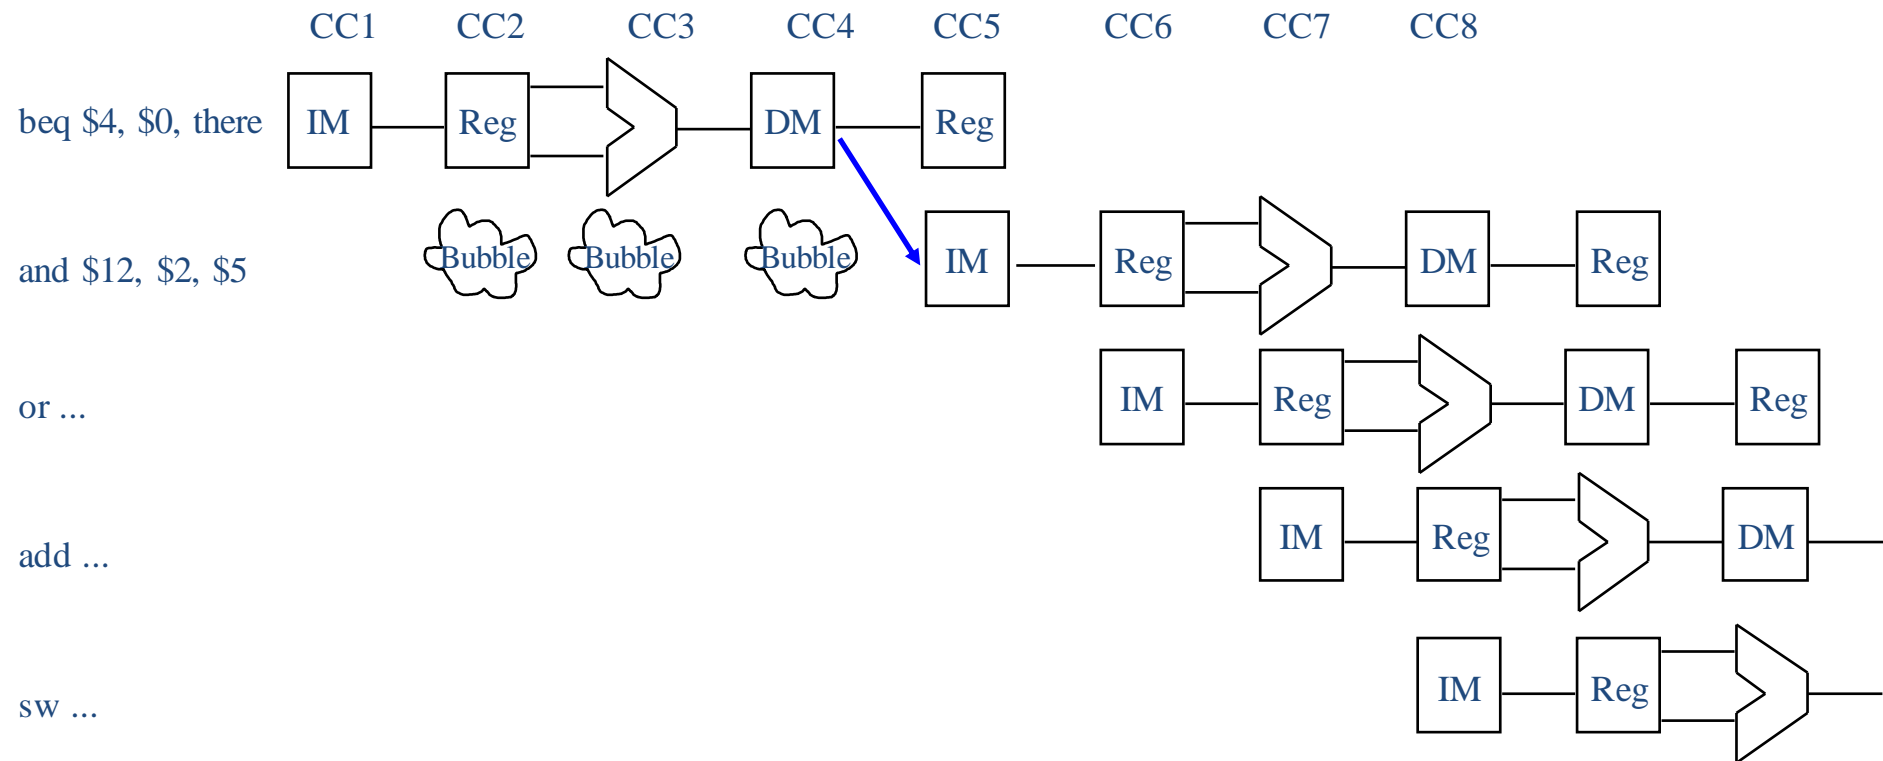 CC1 CC2 CC3 CC4 CC5 CC6 CC7 CC8
beq $4, $0, there IM Reg DM Reg
and $12, $2, $5 Bubble Bubble Bubble IM Reg DM Reg
or ... IM Reg DM Reg
add ... IM Reg DM
sw ... IM Reg